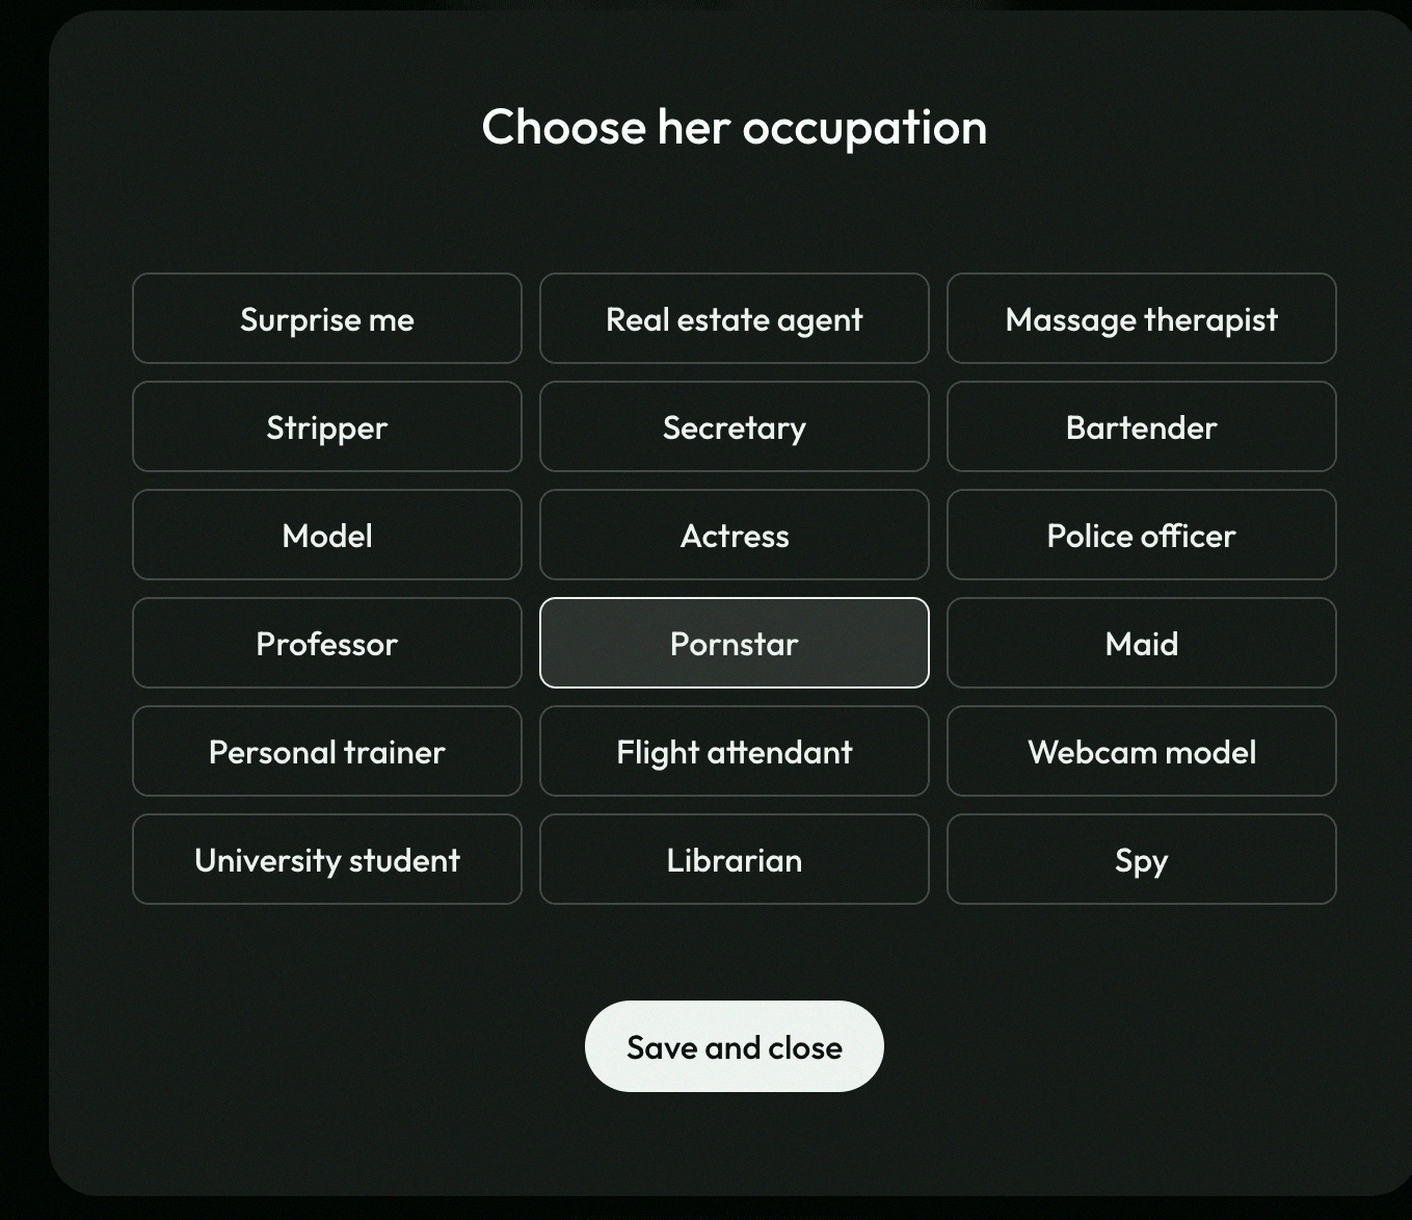 Choose her occupation
Surprise me
Real estate agent
Massage therapist
Stripper
Secretary
Bartender
Model
Actress
Police officer
Professor
Pornstar
Maid
Personal trainer
Flight attendant
Webcam model
University student
Librarian
Spy
Save and close